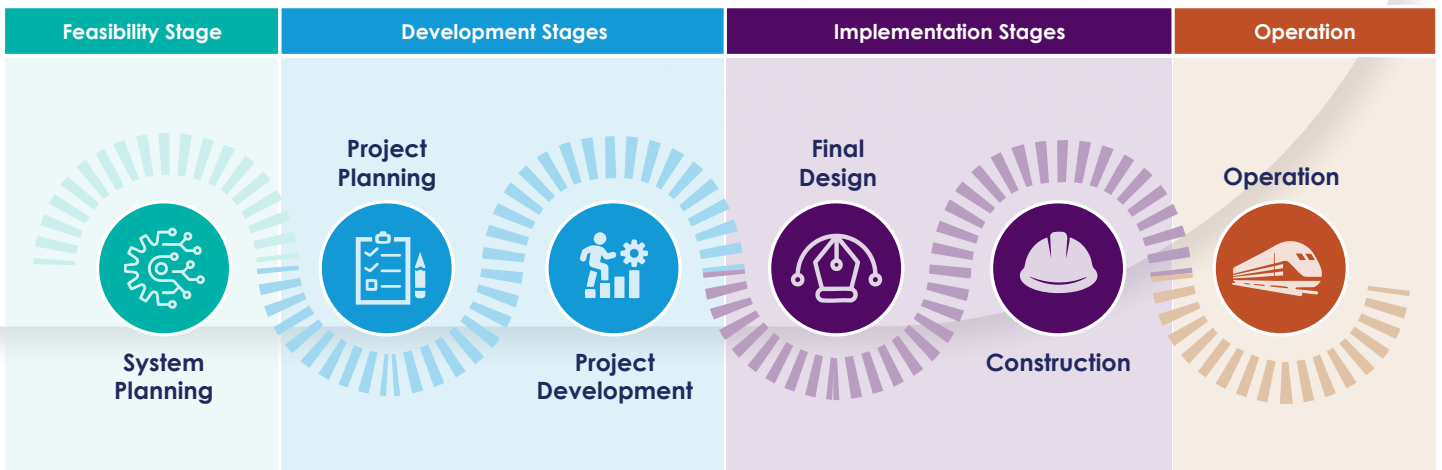 Feasibility Stage
Development Stages
Implementation Stages
Operation
System
Planning
Project
Planning
Project
Development
Final
Design
Construction
Operation